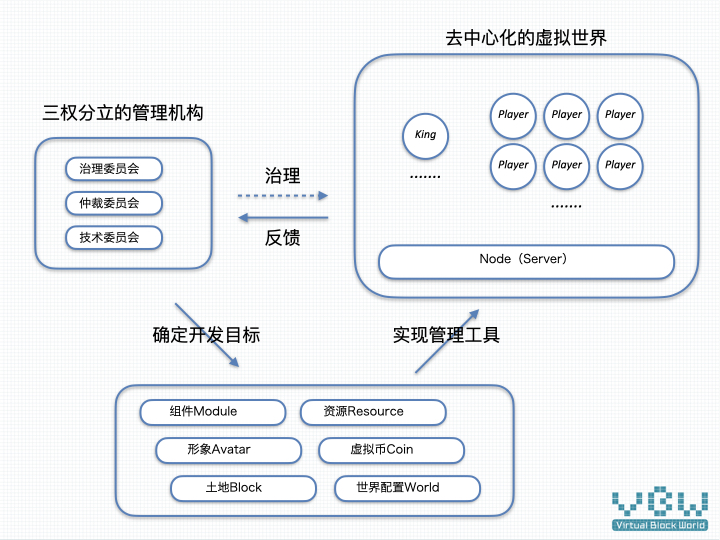 去中心化的虚拟世界
三权分立的管理机构
治理委员会
仲裁委员会
技术委员会
治理
反馈
King
.......
Player Player Player
Player Player Player
.......
Node（Server）
确定开发目标
实现管理工具
组件Module
资源Resource
形象Avatar
虚拟币Coin
土地Block
世界配置World
VBW
Virtual Block World